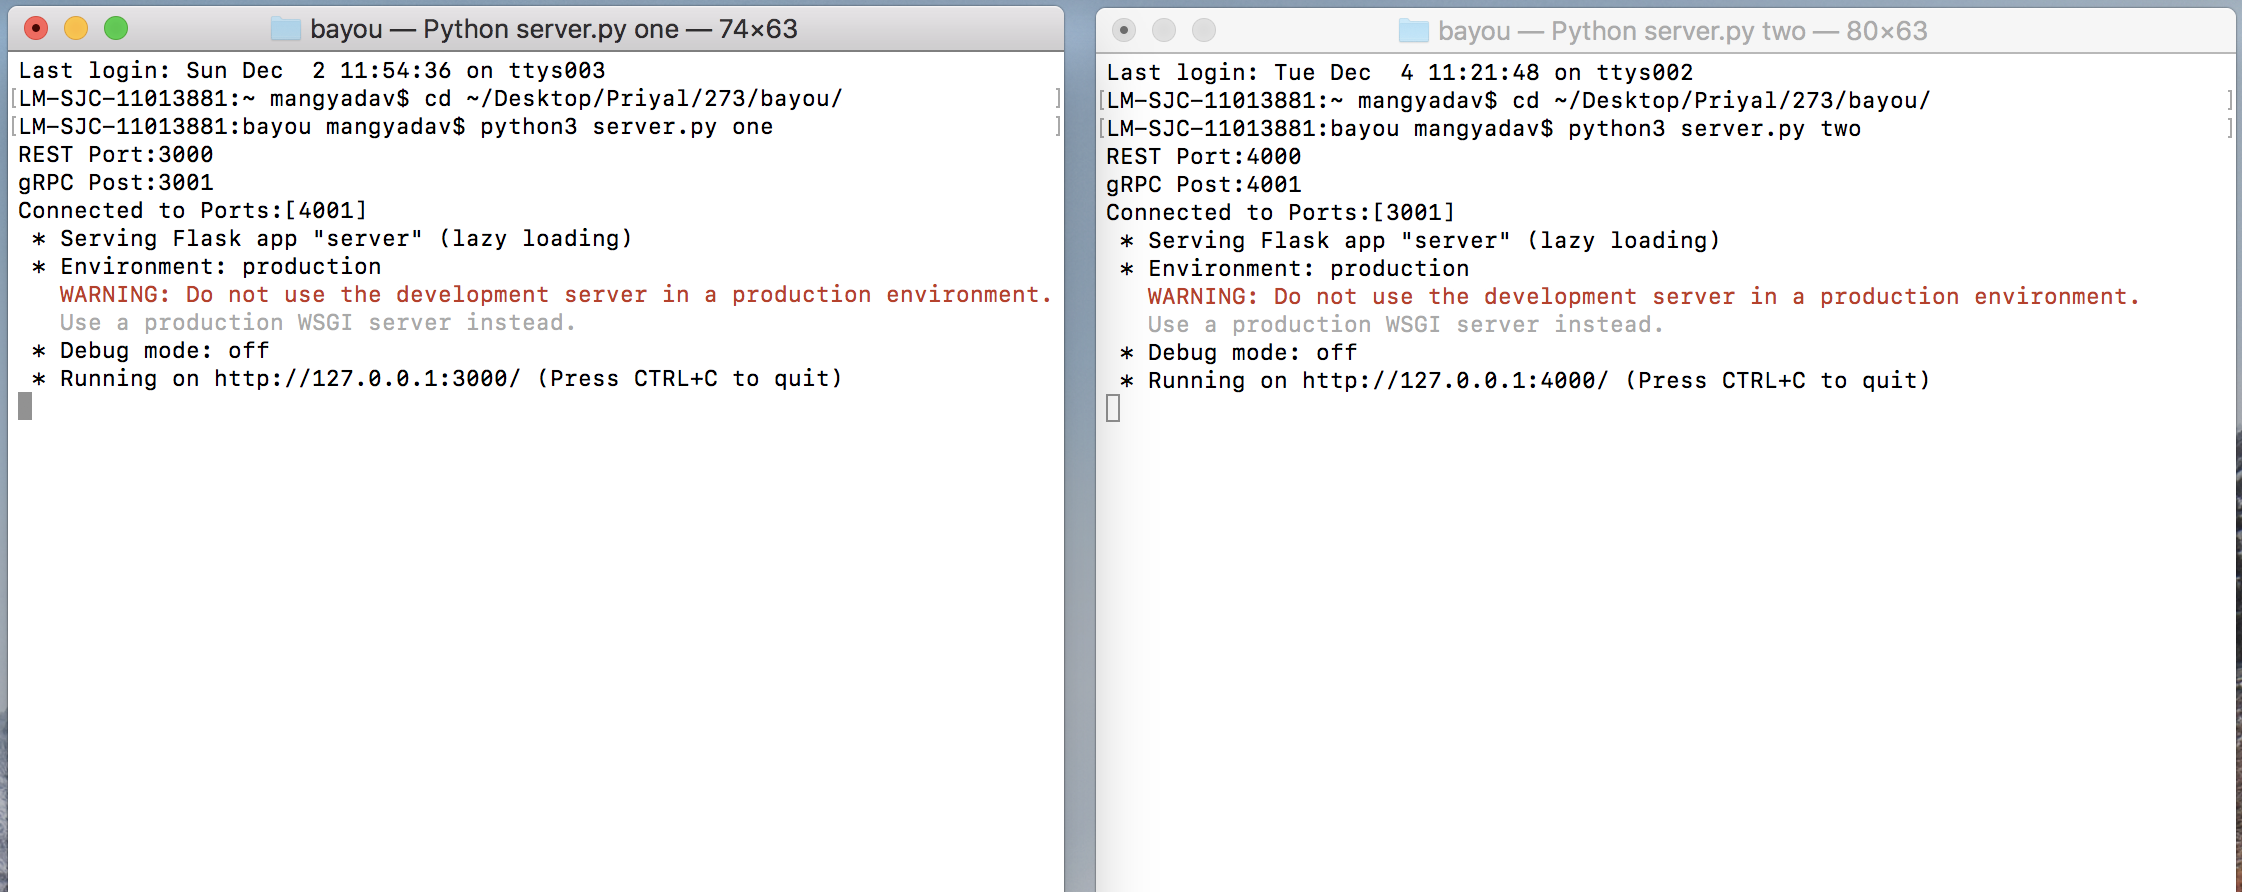 bayou — Python server.py one — 74×63
Last login: Sun Dec  2 11:54:36 on ttys003
[LM-SJC-11013881:~ mangyadav$ cd ~/Desktop/Priyal/273/bayou/ ]
[LM-SJC-11013881:bayou mangyadav$ python3 server.py one ]
REST Port:3000
gRPC Post:3001
Connected to Ports:[4001]
 * Serving Flask app "server" (lazy loading)
 * Environment: production
   WARNING: Do not use the development server in a production environment.
   Use a production WSGI server instead.
 * Debug mode: off
 * Running on http://127.0.0.1:3000/ (Press CTRL+C to quit)
bayou — Python server.py two — 80×63
Last login: Tue Dec  4 11:21:48 on ttys002
[LM-SJC-11013881:~ mangyadav$ cd ~/Desktop/Priyal/273/bayou/ ]
[LM-SJC-11013881:bayou mangyadav$ python3 server.py two ]
REST Port:4000
gRPC Post:4001
Connected to Ports:[3001]
 * Serving Flask app "server" (lazy loading)
 * Environment: production
   WARNING: Do not use the development server in a production environment.
   Use a production WSGI server instead.
 * Debug mode: off
 * Running on http://127.0.0.1:4000/ (Press CTRL+C to quit)